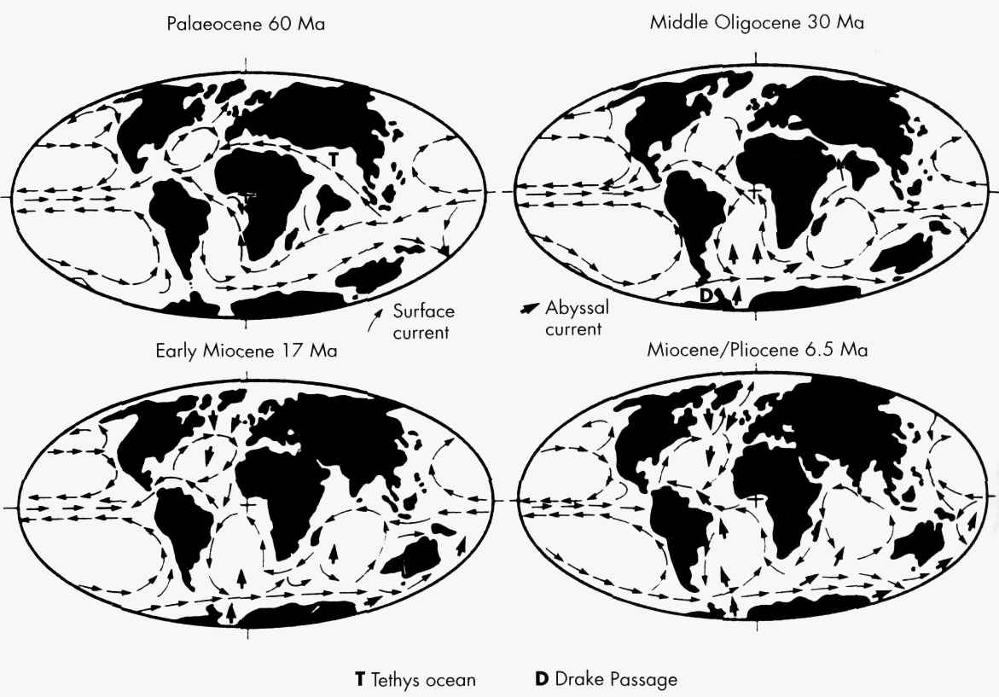 Palaeocene 60 Ma
Middle Oligocene 30 Ma
T
D
Surface
current
Abyssal
current
Early Miocene 17 Ma
Miocene/Pliocene 6.5 Ma
T Tethys ocean
D Drake Passage